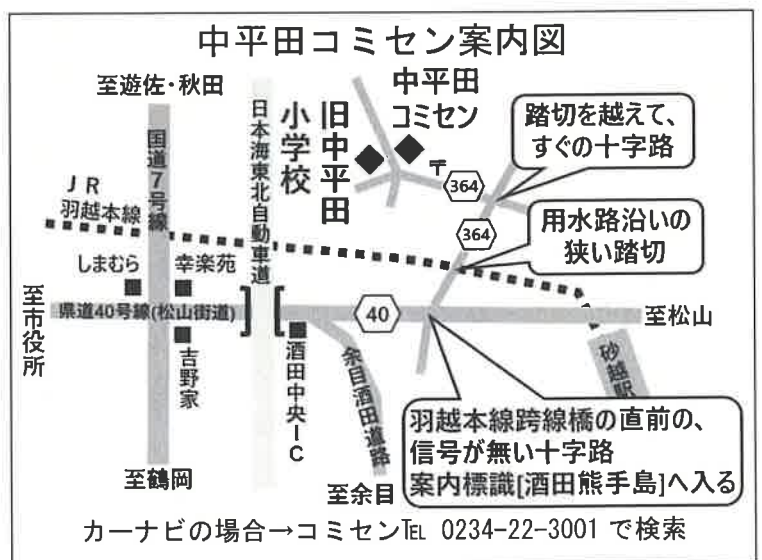 中平田コミセン案内図
至遊佐・秋田
国道7号線
日本海東北自動車道
小学校
旧中平田
中平田
コミセン
〒
364
踏切を越えて、
すぐの十字路
364
用水路沿いの
狭い踏切
JR
羽越本線
しまむら
幸楽苑
至市役所
県道40号線(松山街道)
40
至松山
吉野家
酒田中央IC
余目酒田道路
砂越駅
羽越本線跨線橋の直前の、
信号が無い十字路
案内標識[酒田熊手島]へ入る
至鶴岡
至余目
カーナビの場合→コミセン℡ 0234-22-3001 で検索